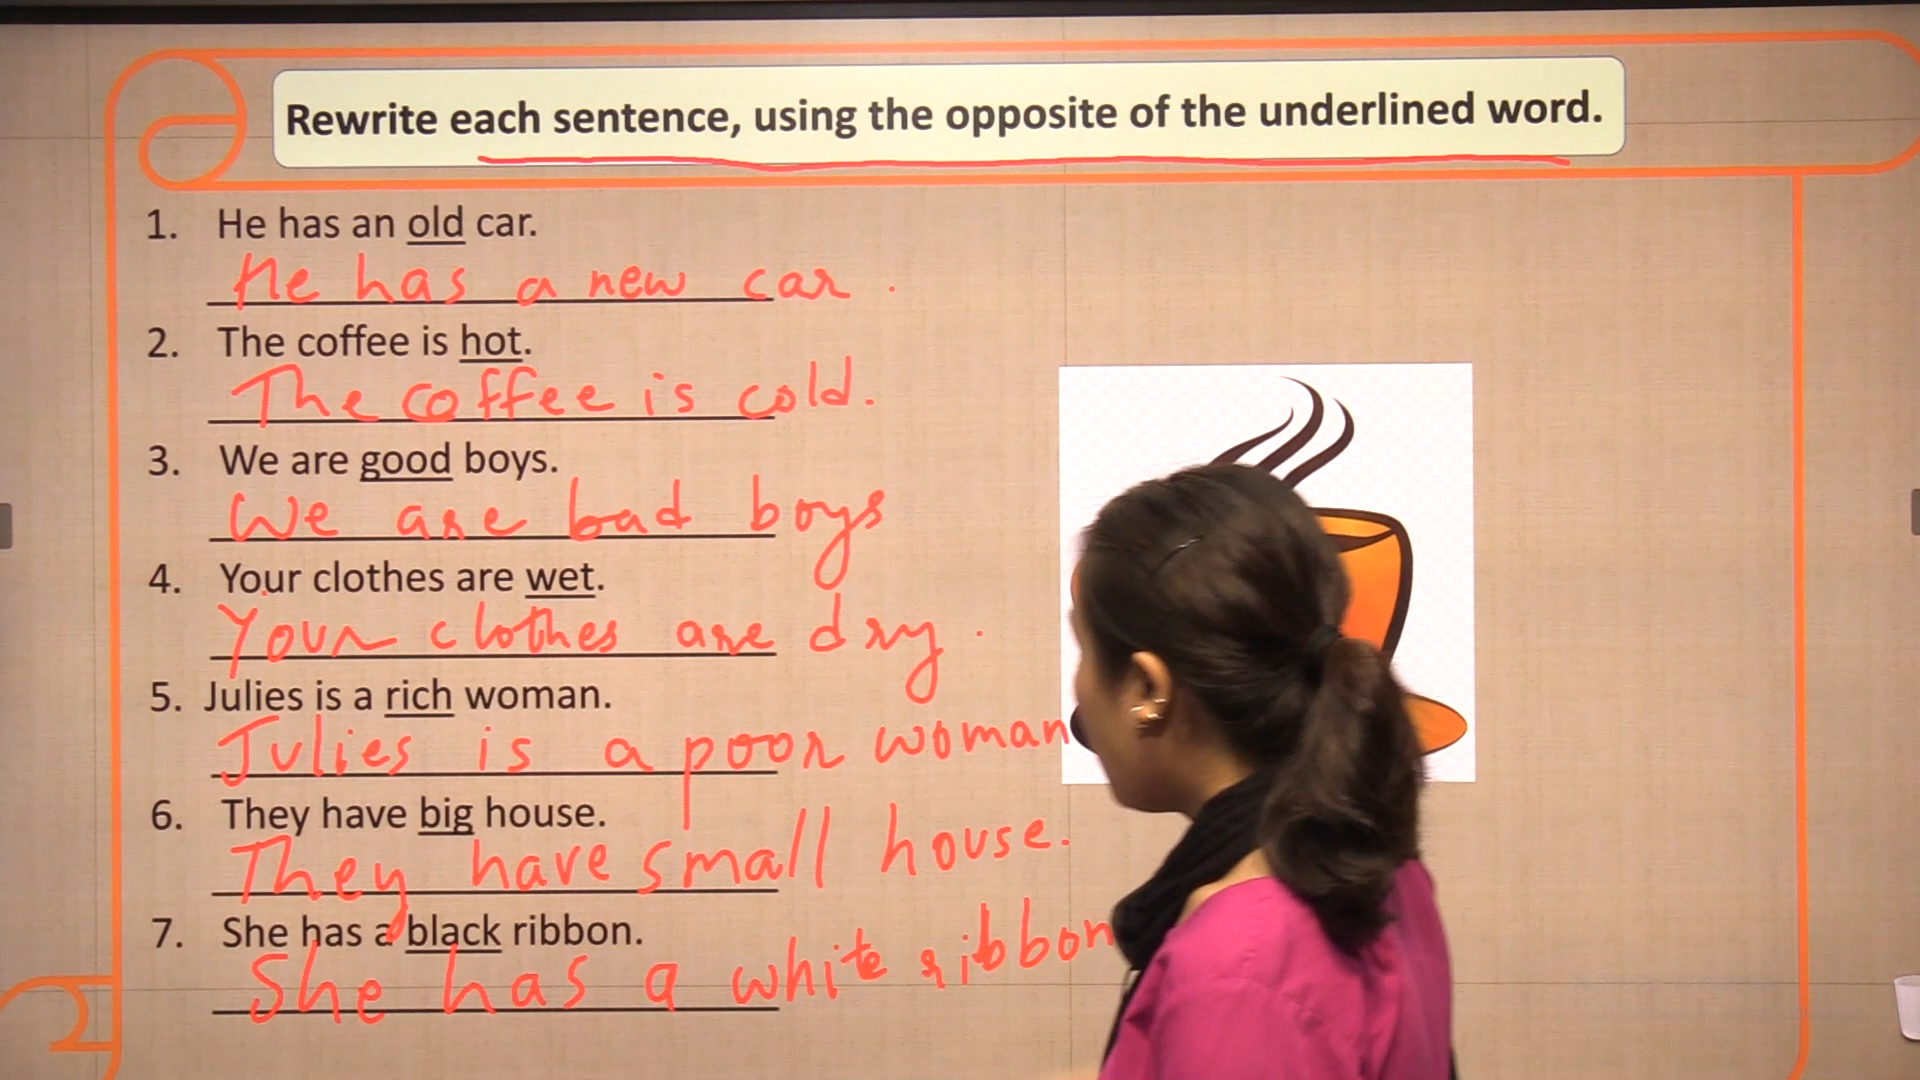 Rewrite each sentence, using the opposite of the underlined word.
1. He has an old car.
He has a new car.
2. The coffee is hot.
The coffee is cold.
3. We are good boys.
We are bad boys
4. Your clothes are wet.
Your clothes are dry.
5. Julies is a rich woman.
Julies is a poor woman
6. They have big house.
They have small house.
7. She has a black ribbon.
She has a white ribbon